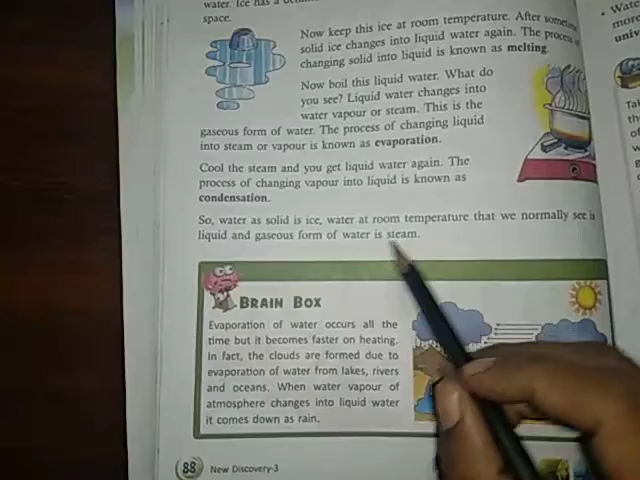 water. Ice has a
space.
Now keep this ice at room temperature. After
solid ice changes into liquid water again. The process
changing solid into liquid is known as melting.
Now boil this liquid water. What do
you see? Liquid water changes into
water vapour or steam. This is the
gaseous form of water. The process of changing liquid
into steam or vapour is known as evaporation.
Cool the steam and you get liquid water again. The
process of changing vapour into liquid is known as
condensation.
So, water as solid is ice, water at room temperature that we normally see is
liquid and gaseous form of water is steam.
BRAIN BOX
Evaporation of water occurs all the
time but it becomes faster on heating.
In fact, the clouds are formed due to
evaporation of water from lakes, rivers
and oceans. When water vapour of
atmosphere changes into liquid water
it comes down as rain.
88 New Discovery-3